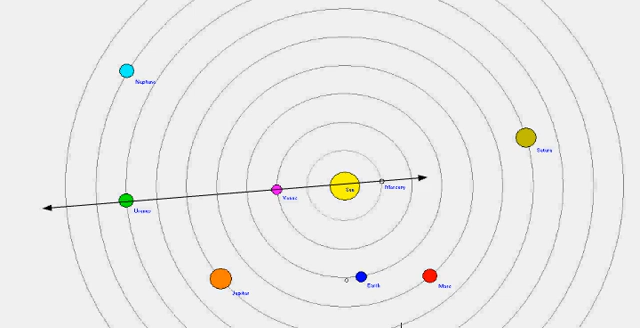 Neptune
Saturn
Sun
Mercury
Venus
Uranus
Earth
Mars
Jupiter